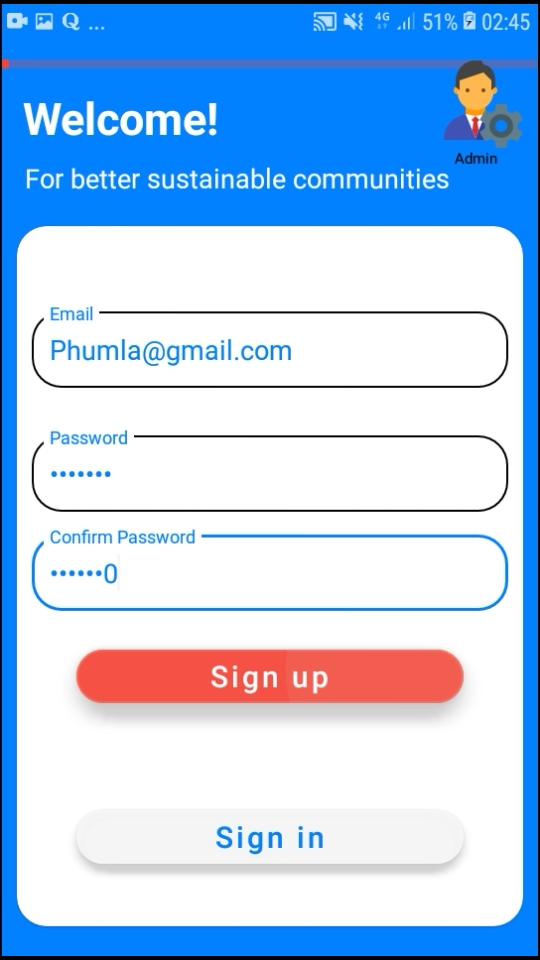 Q ... 4G 51% 02:45
Welcome!
Admin
For better sustainable communities
Email
Phumla@gmail.com
Password
•••••••
Confirm Password
••••••0
Sign up
Sign in